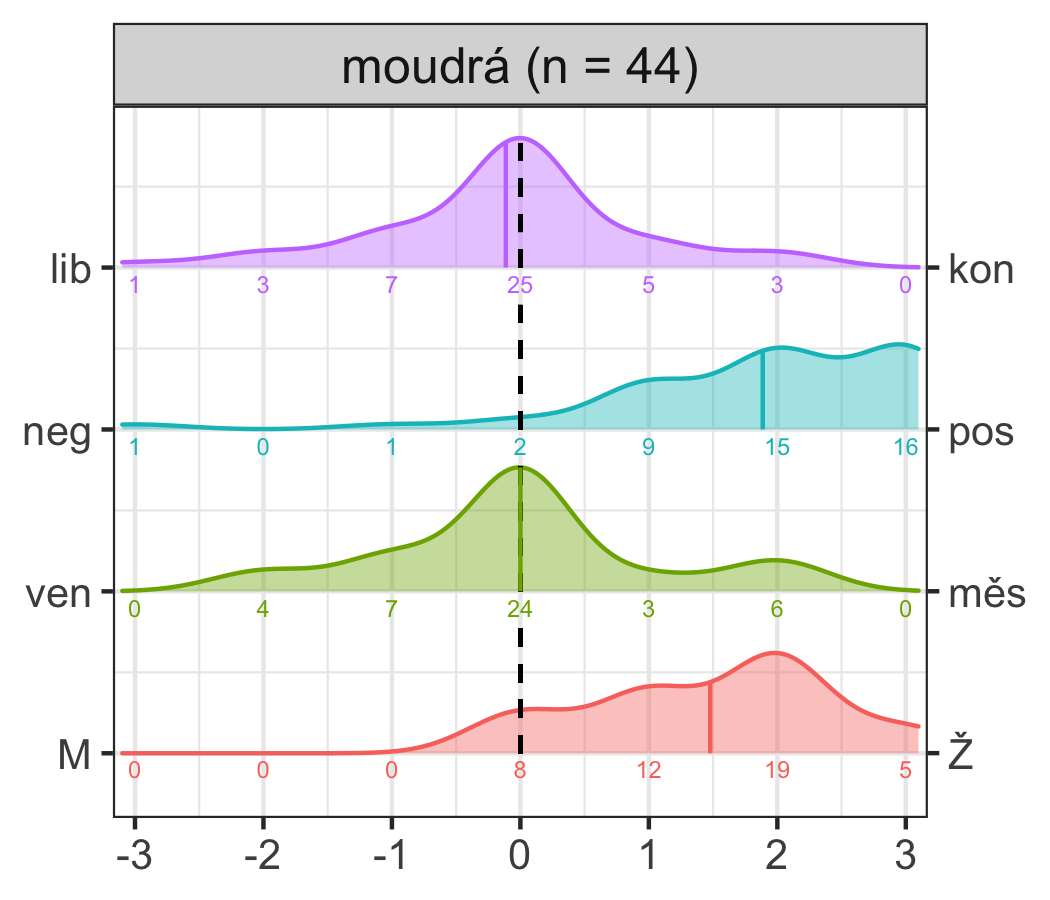 moudrá (n = 44)
lib kon
1 3 7 25 5 3 0
neg pos
1 0 1 2 9 15 16
ven měs
0 4 7 24 3 6 0
M Ž
0 0 0 8 12 19 5
-3 -2 -1 0 1 2 3